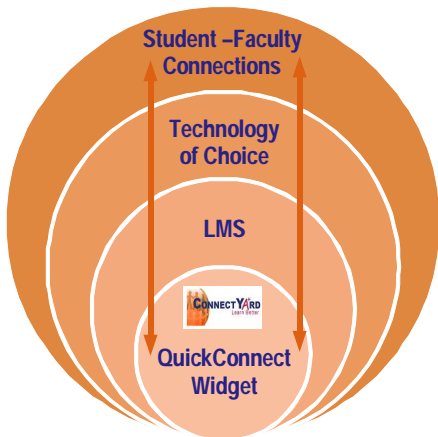 Student –Faculty
Connections
Technology
of Choice
LMS
CONNECTYARD
Learn Better
QuickConnect
Widget